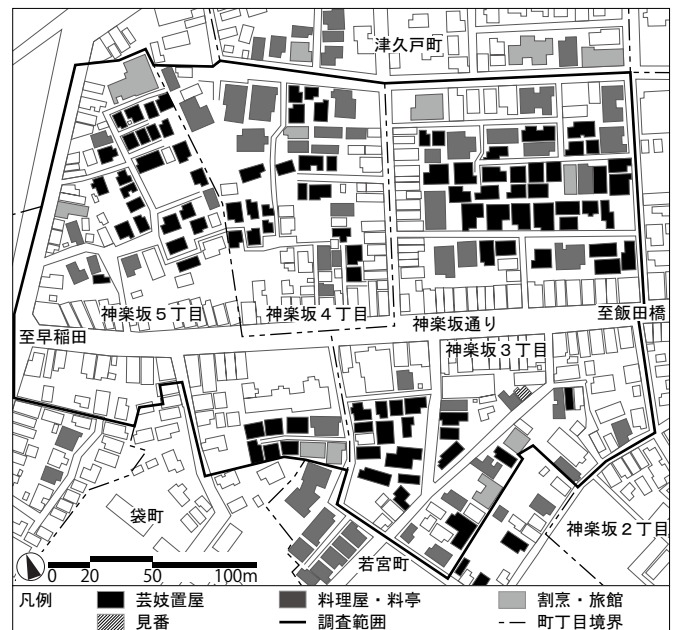 津久戸町
神楽坂5丁目
神楽坂4丁目
神楽坂通り
至飯田橋
至早稲田
神楽坂3丁目
袋町
神楽坂2丁目
若宮町
0 20 50 100m
凡例 芸妓置屋 料理屋・料亭 割烹・旅館
見番 調査範囲 町丁目境界